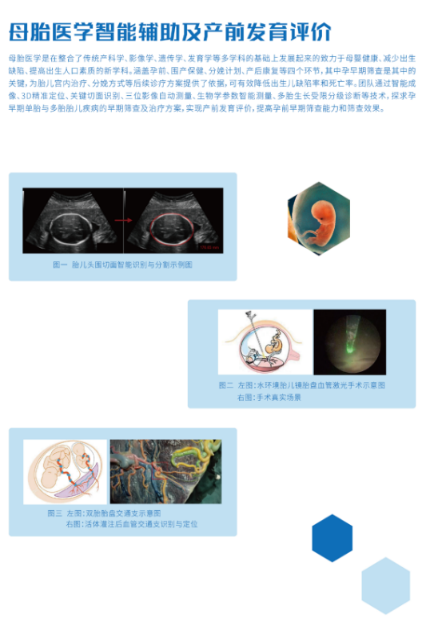 母胎医学智能辅助及产前发育评价
母胎医学是在整合了传统产科学、影像学、遗传学、发育学等多学科的基础上发展起来的致力于母婴健康、减少出生
缺陷、提高出生人口素质的新学科。涵盖孕前、围产保健、分娩计划、产后康复等四个环节，其中孕早期筛查是其中的
关键，为胎儿宫内治疗、分娩方式等后续诊疗方案提供了依据，可有效降低出生儿缺陷率和死亡率。团队通过智能成
像、3D精准定位、关键切面识别、三位影像自动测量、生物学参数智能测量、多胎生长受限分级诊断等技术，探求孕
早期单胎与多胎胎儿疾病的早期筛查及治疗方案，实现产前发育评价，提高孕前早期筛查能力和筛查效果。
图一 胎儿头围切面智能识别与分割示例图
图二 左图：水环境胎儿镜胎盘血管激光手术示意图
右图：手术真实场景
图三 左图：双胎胎盘交通支示意图
右图：活体灌注后血管交通支识别与定位